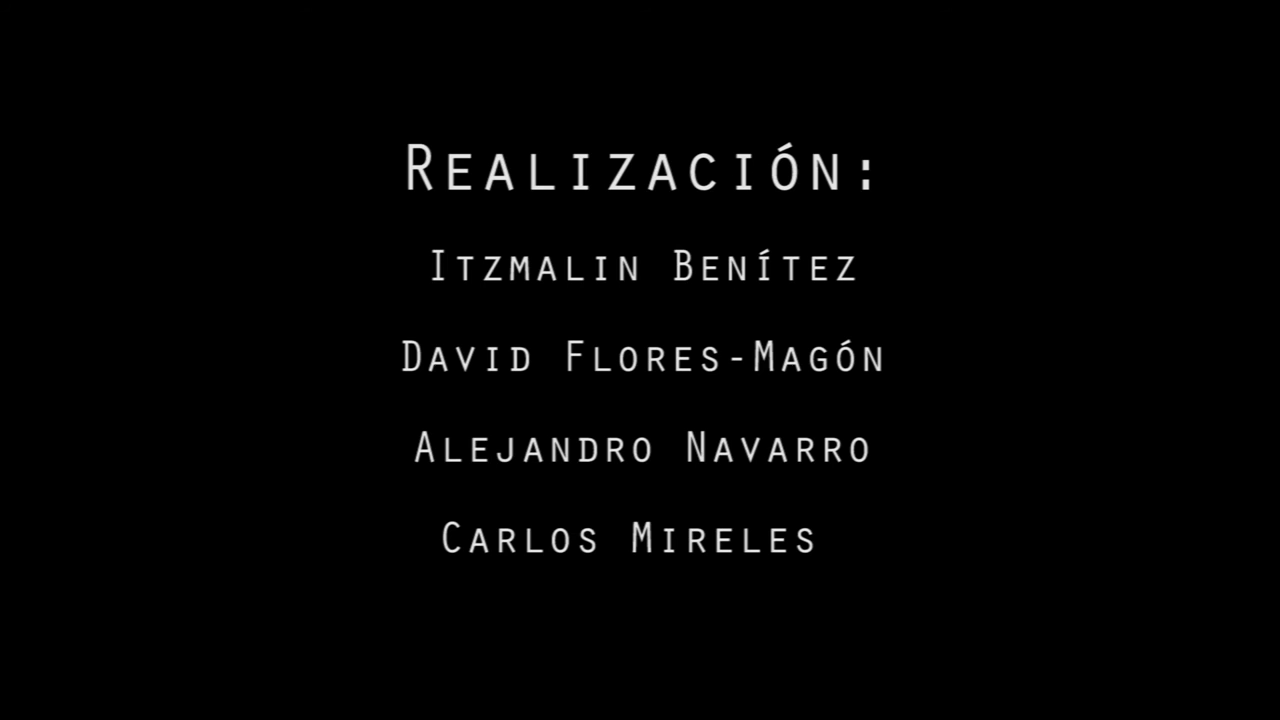 Realización:
Itzmalin Benítez
David Flores-Magón
Alejandro Navarro
Carlos Mireles